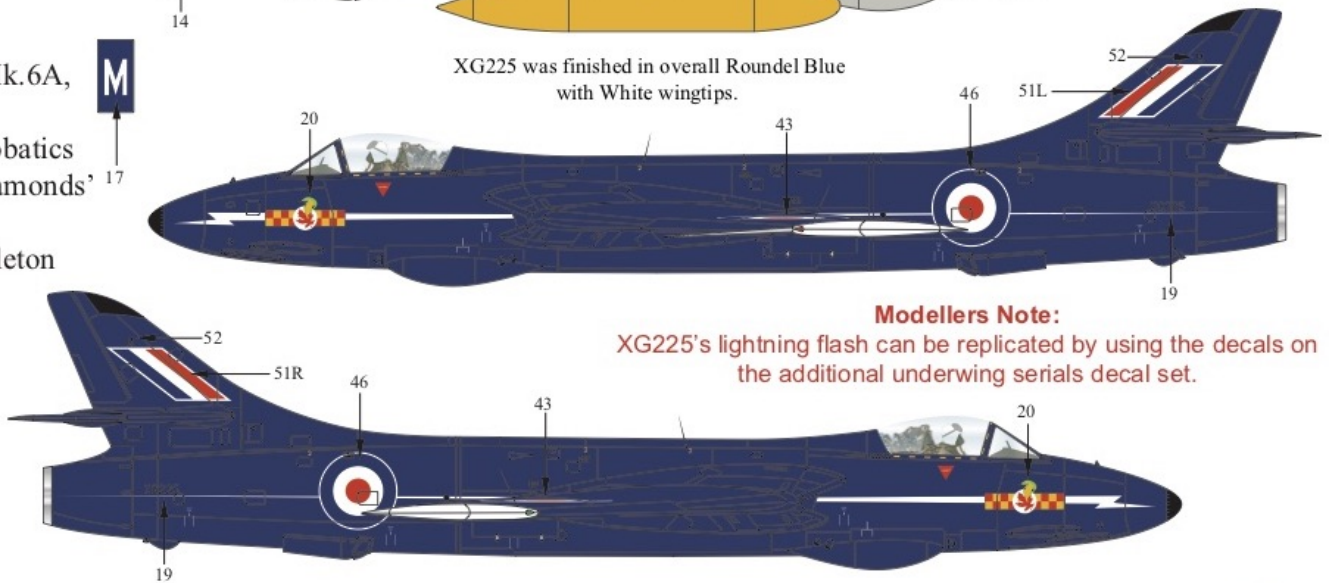 14
Mk.6A,
M
XG225 was finished in overall Roundel Blue
with White wingtips.
52
51L
46
43
20
batics
amonds’
17
leton
19
Modellers Note:
XG225’s lightning flash can be replicated by using the decals on
the additional underwing serials decal set.
52
51R
46
43
20
19